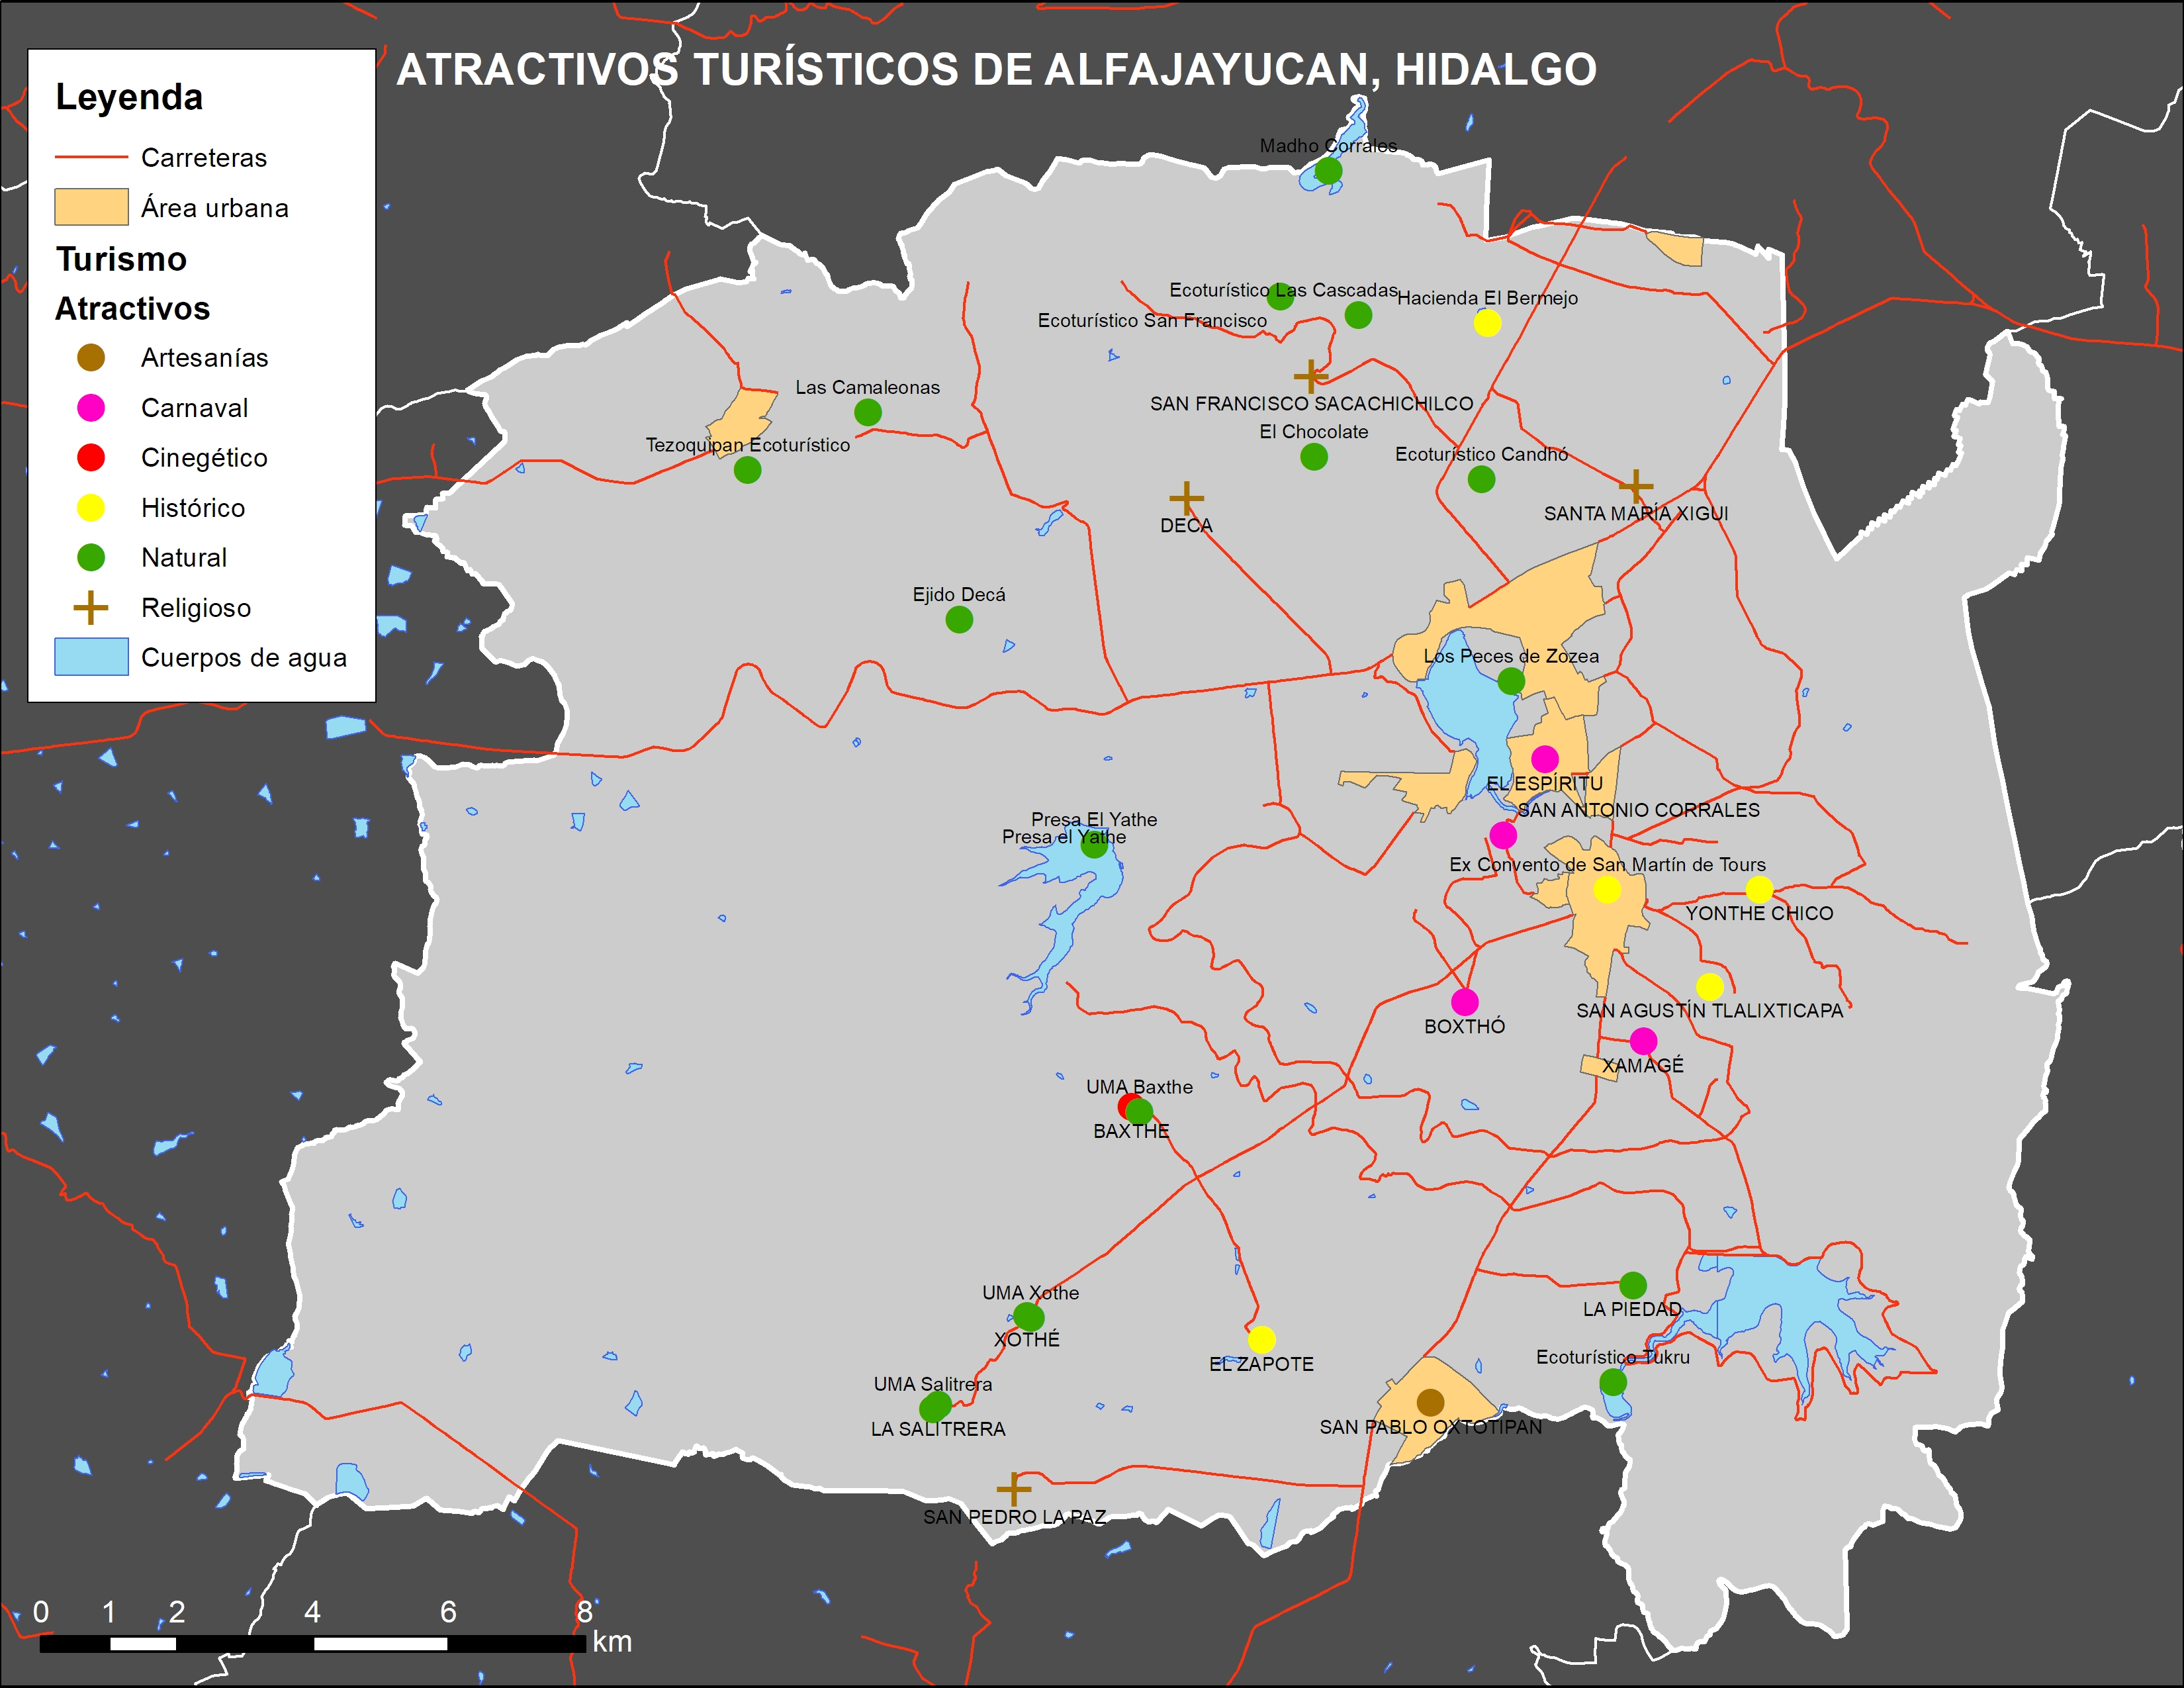 ATRACTIVOS TURÍSTICOS DE ALFAJAYUCAN, HIDALGO
Leyenda
Carreteras
Área urbana
Turismo
Atractivos
Artesanías
Carnaval
Cinegético
Histórico
Natural
Religioso
Cuerpos de agua
Madho Corrales
Ecoturístico Las Cascadas
Hacienda El Bermejo
Ecoturístico San Francisco
Las Camaleonas
SAN FRANCISCO SACACHICHILCO
El Chocolate
Tezoquipan Ecoturístico
Ecoturístico Candhó
SANTA MARÍA XIGUI
DECA
Ejido Decá
Los Peces de Zozea
EL ESPÍRITU
SAN ANTONIO CORRALES
Presa El Yathe
Presa el Yathe
Ex Convento de San Martín de Tours
YONTHE CHICO
SAN AGUSTÍN TLALIXTICAPA
BOXTHÓ
XAMAGÉ
UMA Baxthe
BAXTHE
UMA Xothe
XOTHÉ
LA PIEDAD
EL ZAPOTE
Ecoturístico Tukru
UMA Salitrera
LA SALITRERA
SAN PABLO OXTOTIPAN
SAN PEDRO LA PAZ
0 1 2 4 6 8
km